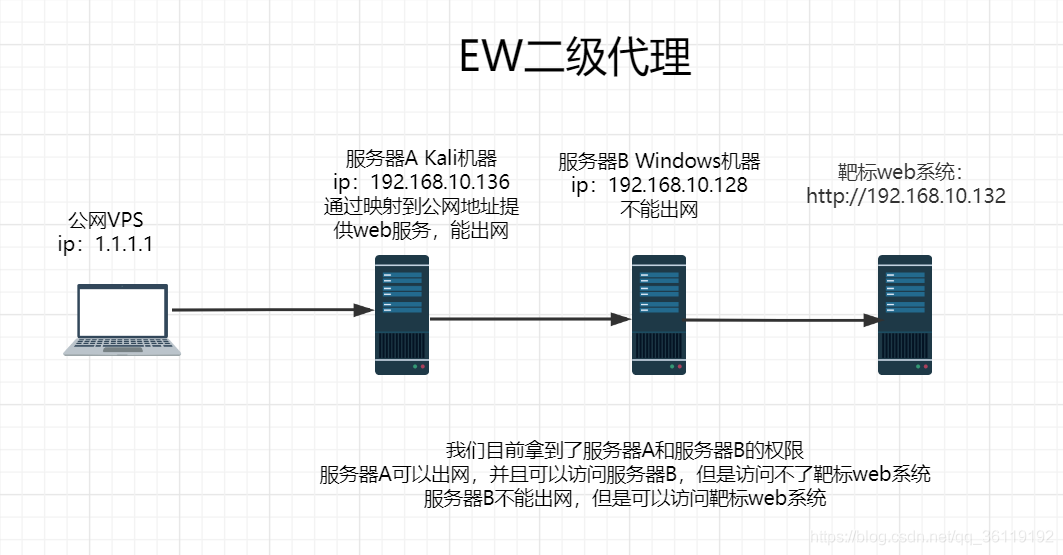 EW二级代理
公网VPS
ip：1.1.1.1
服务器A Kali机器
ip：192.168.10.136
通过映射到公网地址提
供web服务，能出网
服务器B Windows机器
ip：192.168.10.128
不能出网
靶标web系统：
http://192.168.10.132
我们目前拿到了服务器A和服务器B的权限
服务器A可以出网，并且可以访问服务器B，但是访问不了靶标web系统
服务器B不能出网，但是可以访问靶标web系统
https://blog.csdn.net/qq_36119192